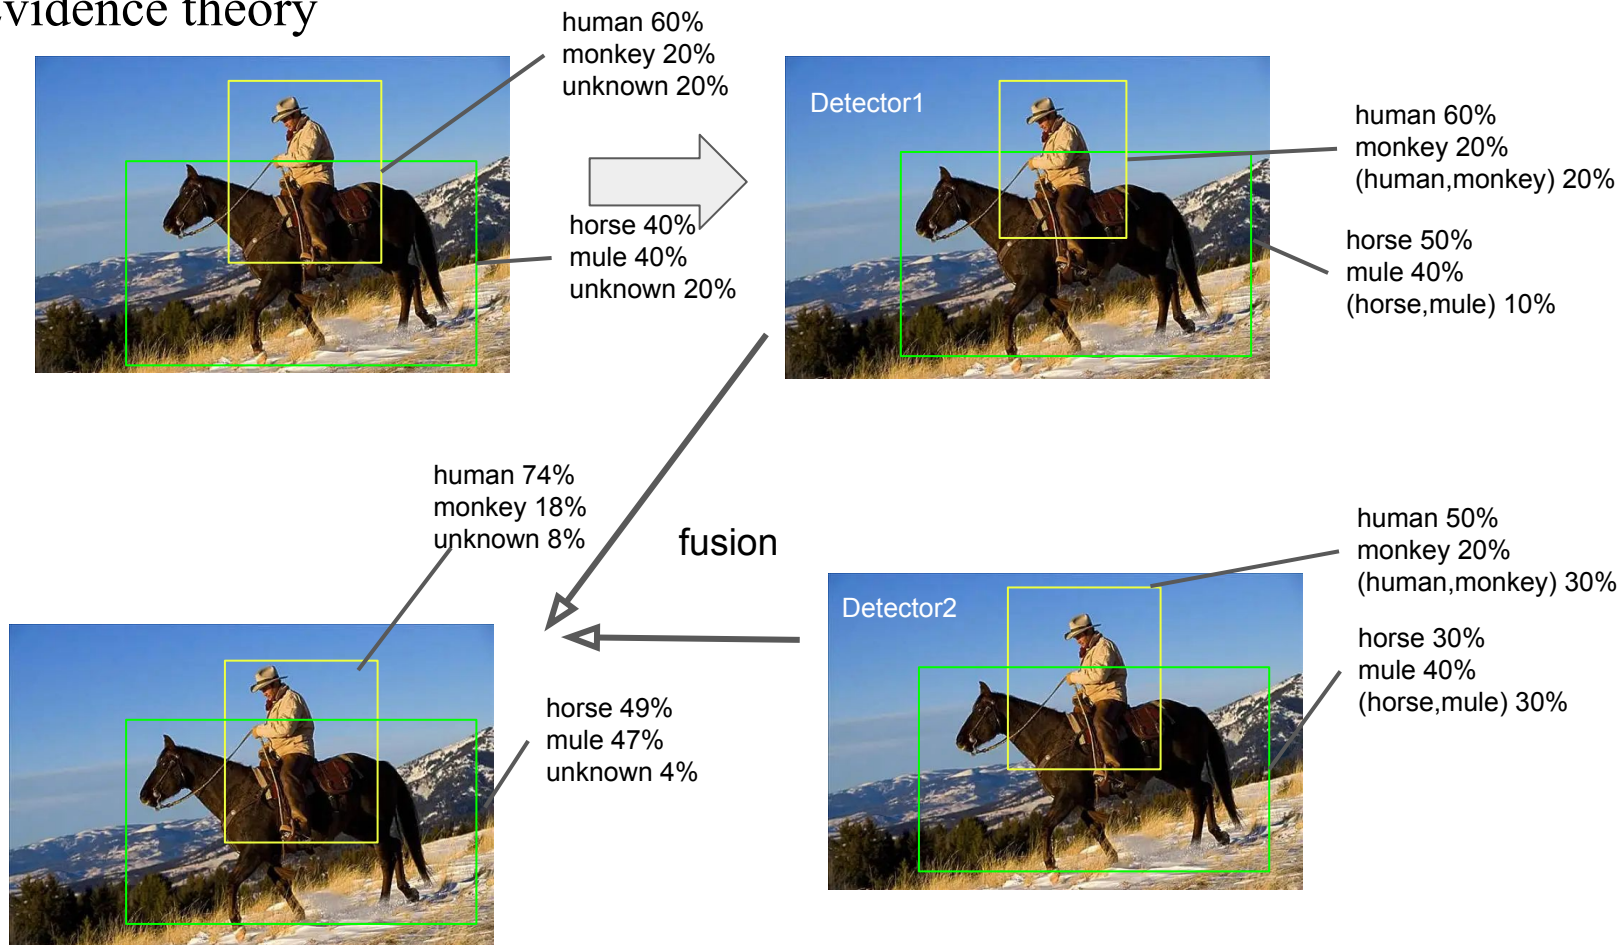 evidence theory
human 60%
monkey 20%
unknown 20%
horse 40%
mule 40%
unknown 20%
Detector1
human 60%
monkey 20%
(human,monkey) 20%
horse 50%
mule 40%
(horse,mule) 10%
human 74%
monkey 18%
unknown 8%
fusion
horse 49%
mule 47%
unknown 4%
Detector2
human 50%
monkey 20%
(human,monkey) 30%
horse 30%
mule 40%
(horse,mule) 30%